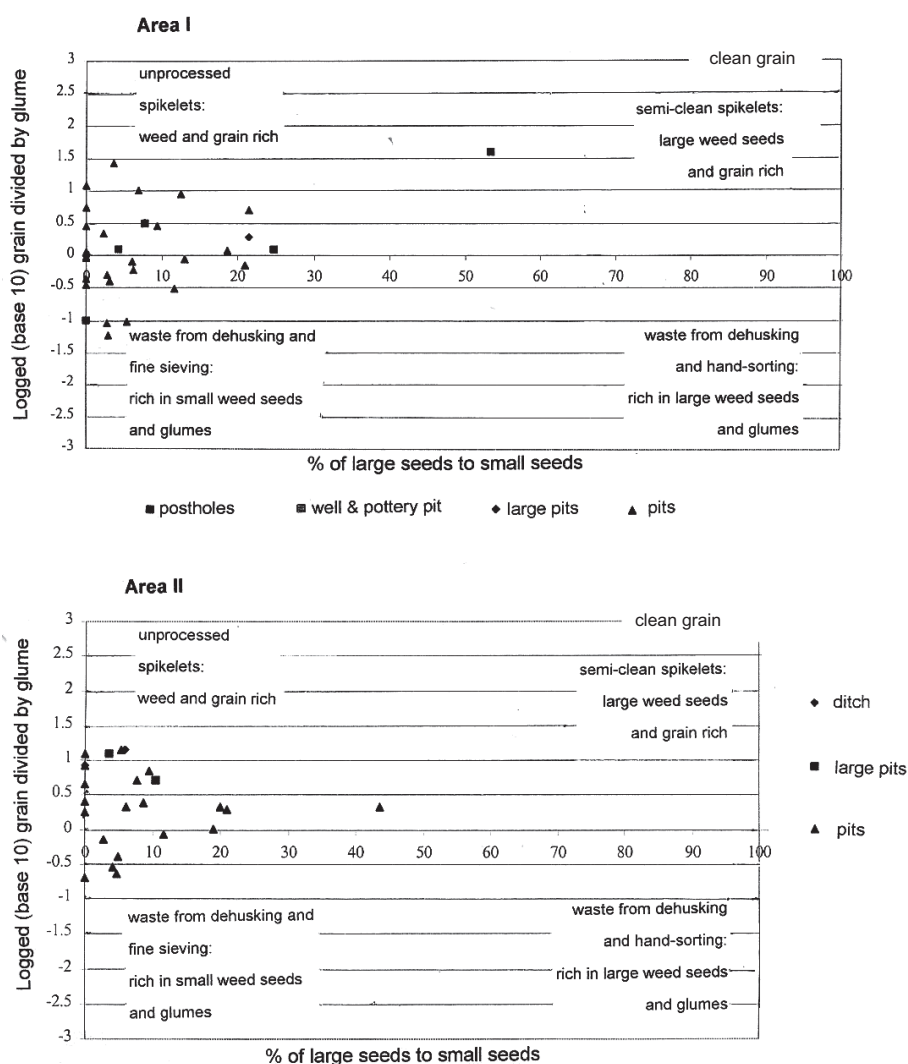 Area I
Logged (base 10) grain divided by glume
3
2.5
2
1.5
1
0.5
0
-0.5
-1
-1.5
-2
-2.5
-3
unprocessed
spikelets:
weed and grain rich
clean grain
semi-clean spikelets:
large weed seeds
and grain rich
0 10 20 30 40 50 60 70 80 90 100
waste from dehusking and
fine sieving:
rich in small weed seeds
and glumes
waste from dehusking
and hand-sorting:
rich in large weed seeds
and glumes
% of large seeds to small seeds
postholes well & pottery pit large pits pits
Area II
Logged (base 10) grain divided by glume
3
2.5
2
1.5
1
0.5
0
-0.5
-1
-1.5
-2
-2.5
-3
unprocessed
spikelets:
weed and grain rich
clean grain
semi-clean spikelets:
large weed seeds
and grain rich
0 10 20 30 40 50 60 70 80 90 100
waste from dehusking and
fine sieving:
rich in small weed seeds
and glumes
waste from dehusking
and hand-sorting:
rich in large weed seeds
and glumes
% of large seeds to small seeds
ditch
large pits
pits